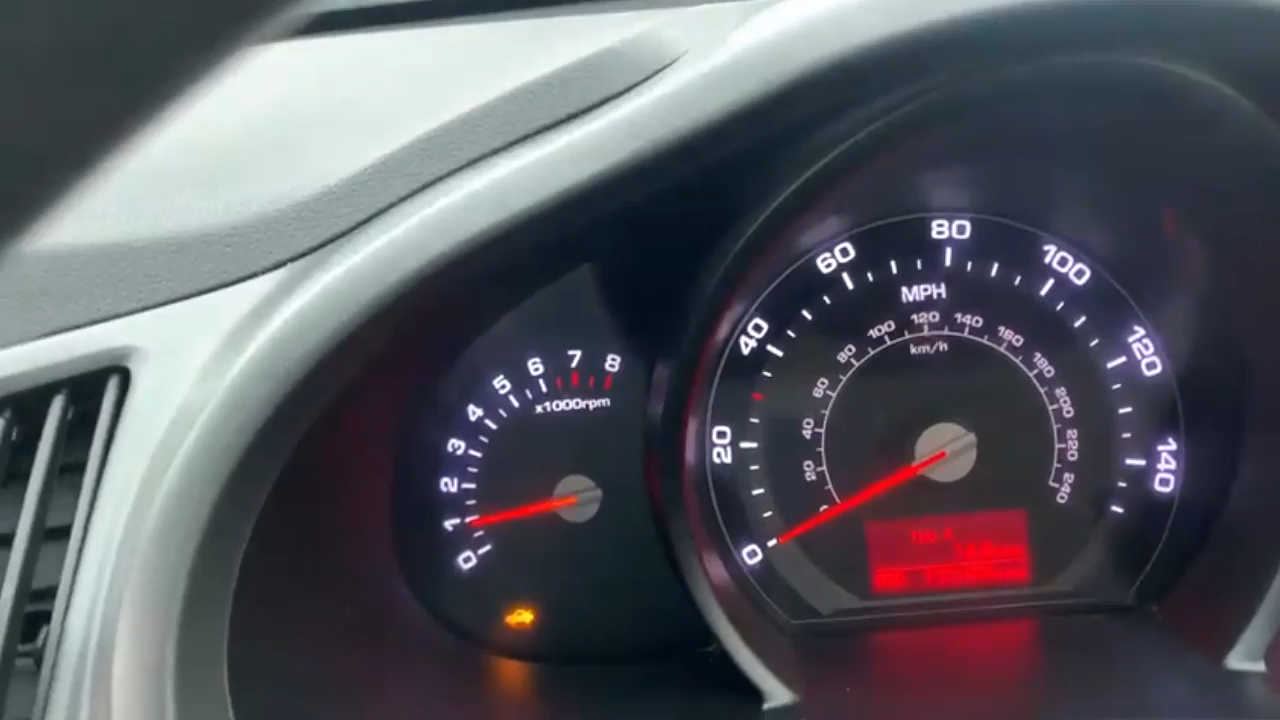 0 1 2 3 4 5 6 7 8
x1000rpm
0 20 40 60 80 100 120 140
MPH
20 40 60 80 100 120 140 160 180 200 220 240
km/h